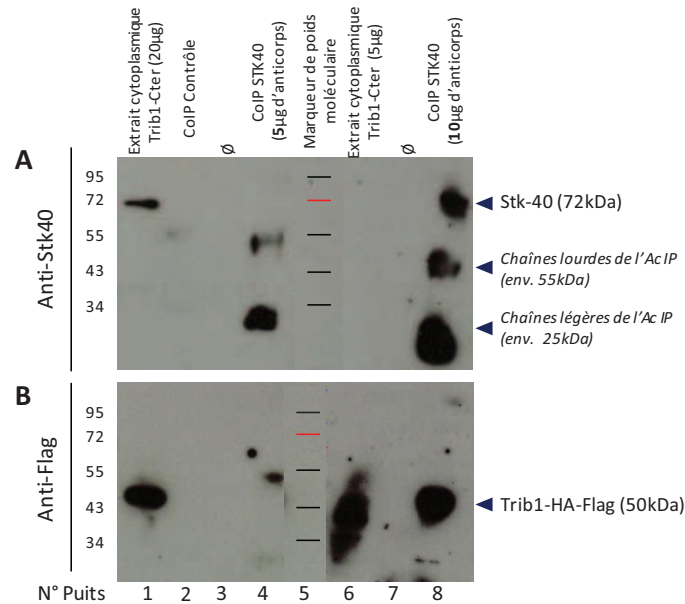 Extrait cytoplasmique
Trib1-Cter (20µg)
CoIP Contrôle
Ø
CoIP STK40
(5µg d'anticorps)
Marqueur de poids
moléculaire
Extrait cytoplasmique
Trib1-Cter (5µg)
Ø
CoIP STK40
(10µg d'anticorps)
A
Anti-Stk40
95
72
55
43
34
Stk-40 (72kDa)
Chaînes lourdes de l'Ac IP
(env. 55kDa)
Chaînes légères de l'Ac IP
(env. 25kDa)
B
Anti-Flag
95
72
55
43
34
Trib1-HA-Flag (50kDa)
N° Puits 1 2 3 4 5 6 7 8